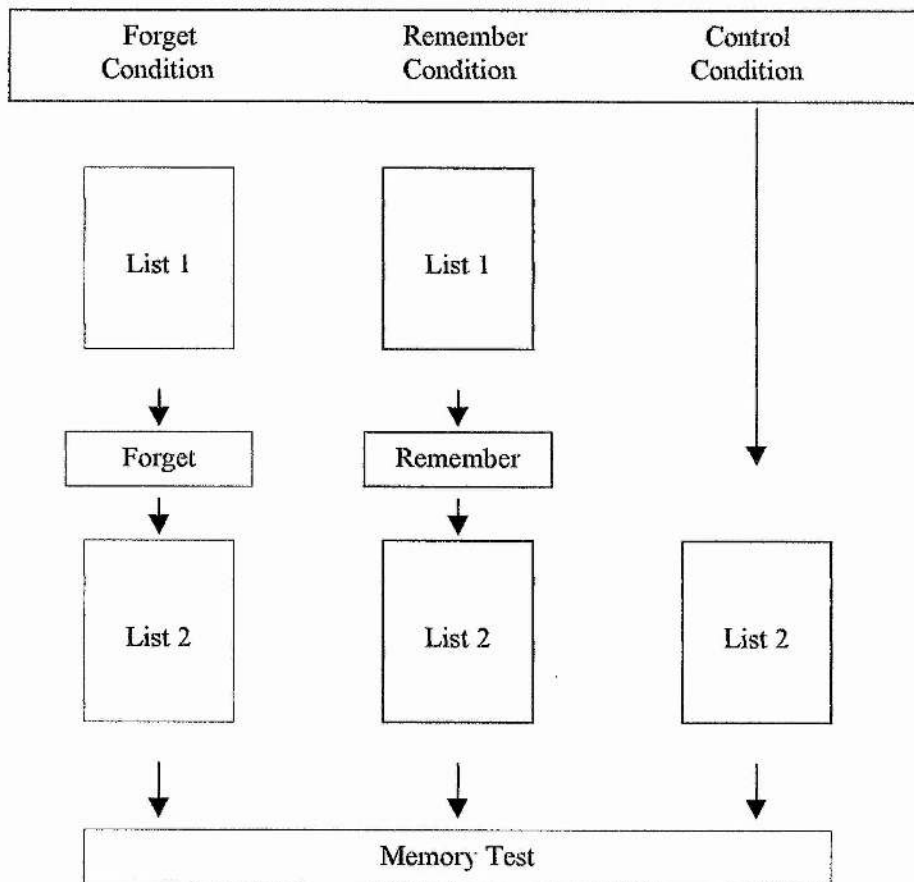 Forget Condition
Remember Condition
Control Condition
List 1
List 1
Forget
Remember
List 2
List 2
List 2
Memory Test